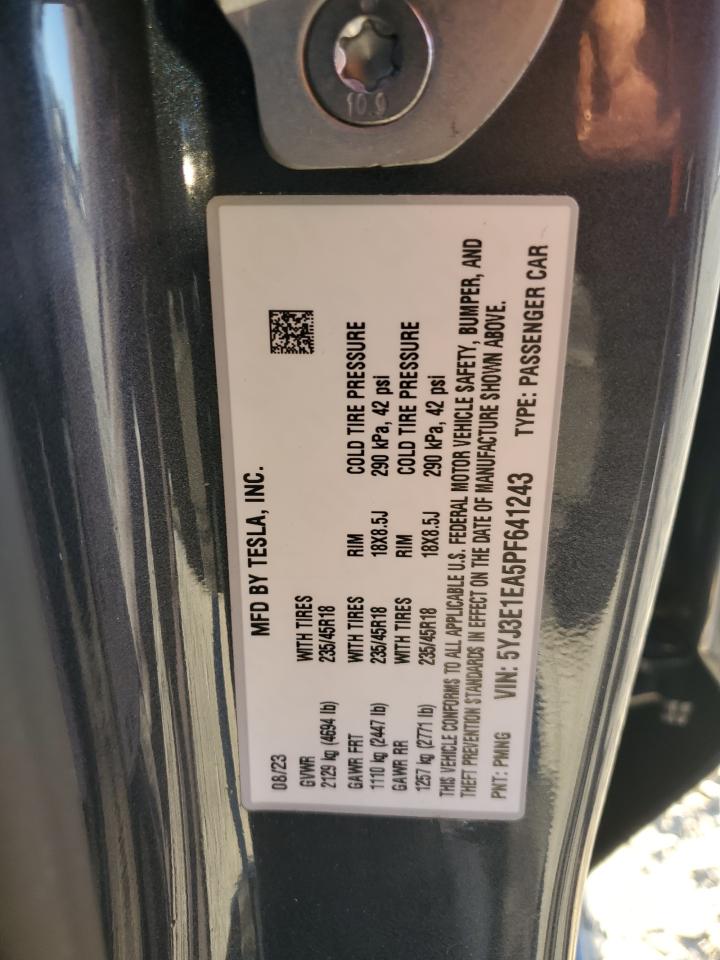 10.9
MFD BY TESLA, INC.
08/23
GVWR WITH TIRES
2129 kg (4694 lb) 235/45R18
GAWR FRT WITH TIRES RIM COLD TIRE PRESSURE
1110 kg (2447 lb) 235/45R18 18X8.5J 290 kPa, 42 psi
GAWR RR WITH TIRES RIM COLD TIRE PRESSURE
1257 kg (2771 lb) 235/45R18 18X8.5J 290 kPa, 42 psi
THIS VEHICLE CONFORMS TO ALL APPLICABLE U.S. FEDERAL MOTOR VEHICLE SAFETY, BUMPER, AND
THEFT PREVENTION STANDARDS IN EFFECT ON THE DATE OF MANUFACTURE SHOWN ABOVE.
PNT: PMNG VIN: 5YJ3E1EA5PF641243 TYPE: PASSENGER CAR